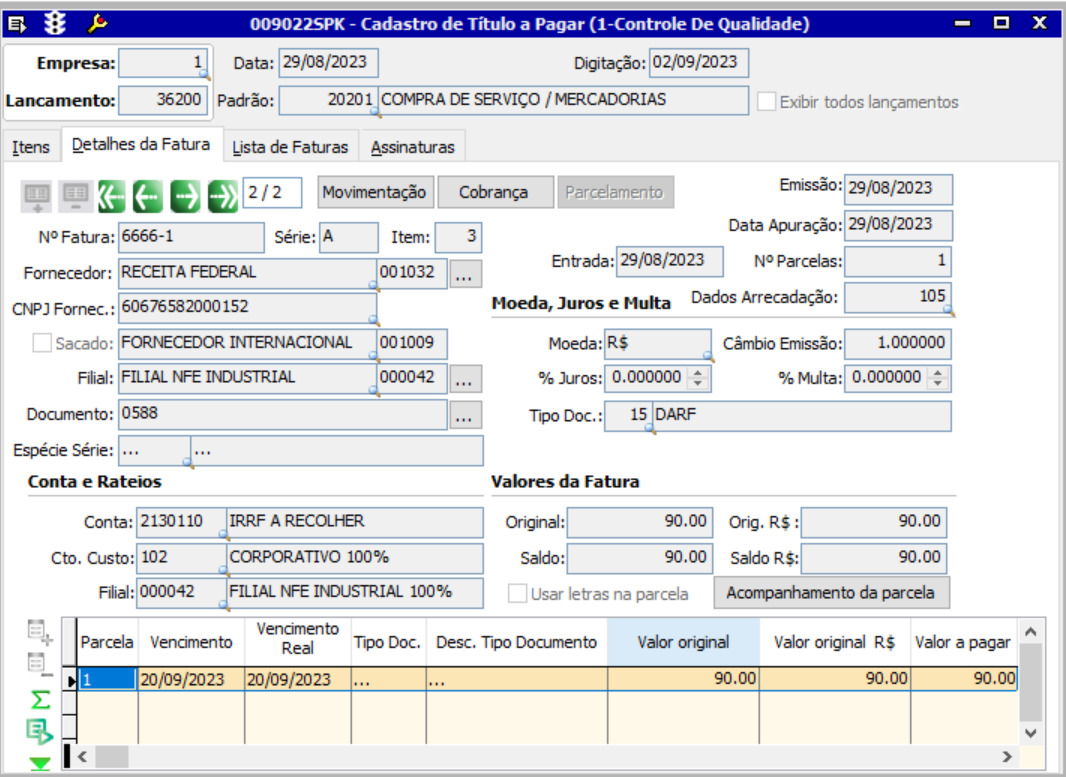 009022SPK - Cadastro de Título a Pagar (1-Controle De Qualidade)
Empresa: 1 Data: 29/08/2023 Digitação: 02/09/2023
Lancamento: 36200 Padrão: 20201 COMPRA DE SERVIÇO / MERCADORIAS Exibir todos lançamentos
Itens Detalhes da Fatura Lista de Faturas Assinaturas
2 / 2 Movimentação Cobrança Parcelamento Emissão: 29/08/2023
Data Apuração: 29/08/2023
Nº Fatura: 6666-1 Série: A Item: 3
Entrada: 29/08/2023 Nº Parcelas: 1
Fornecedor: RECEITA FEDERAL 001032 ...
CNPJ Fornec.: 60676582000152 Moeda, Juros e Multa Dados Arrecadação: 105
Sacado: FORNECEDOR INTERNACIONAL 001009 Moeda: R$ Câmbio Emissão: 1.000000
Filial: FILIAL NFE INDUSTRIAL 000042 ... % Juros: 0.000000 % Multa: 0.000000
Documento: 0588 ... Tipo Doc.: 15 DARF
Espécie Série: ... ...
Conta e Rateios Valores da Fatura
Conta: 2130110 IRRF A RECOLHER Original: 90.00 Orig. R$ : 90.00
Cto. Custo: 102 CORPORATIVO 100% Saldo: 90.00 Saldo R$: 90.00
Filial: 000042 FILIAL NFE INDUSTRIAL 100% Usar letras na parcela Acompanhamento da parcela
Parcela Vencimento Vencimento Real Tipo Doc. Desc. Tipo Documento Valor original Valor original R$ Valor a pagar
1 20/09/2023 20/09/2023 ... ... 90.00 90.00 90.00